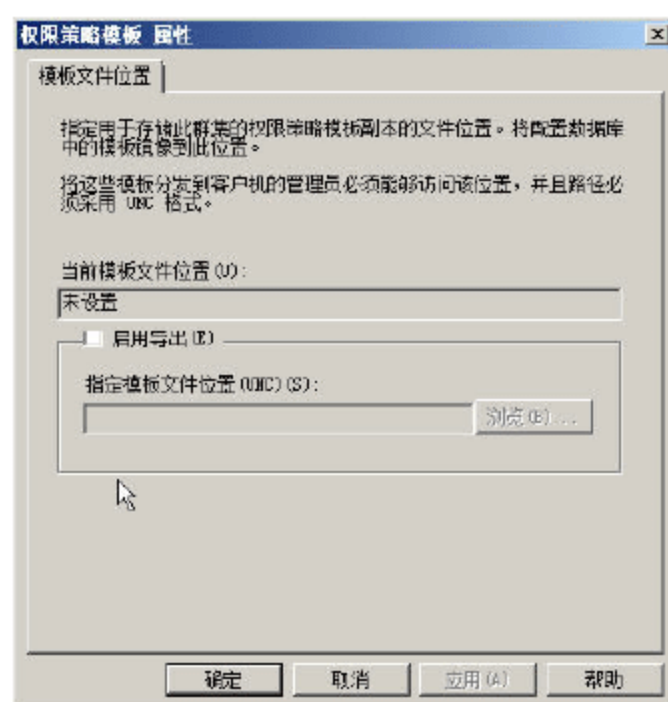 权限策略模板 属性
模板文件位置
指定用于存储此群集的权限策略模板副本的文件位置。将配置数据库
中的模板镜像到此位置。
将这些模板分发到客户机的管理员必须能够访问该位置，并且路径必
须采用 UNC 格式。
当前模板文件位置(U):
未设置
启用导出(E)
指定模板文件位置(UNC)(S):
浏览(B)...
确定
取消
应用(A)
帮助